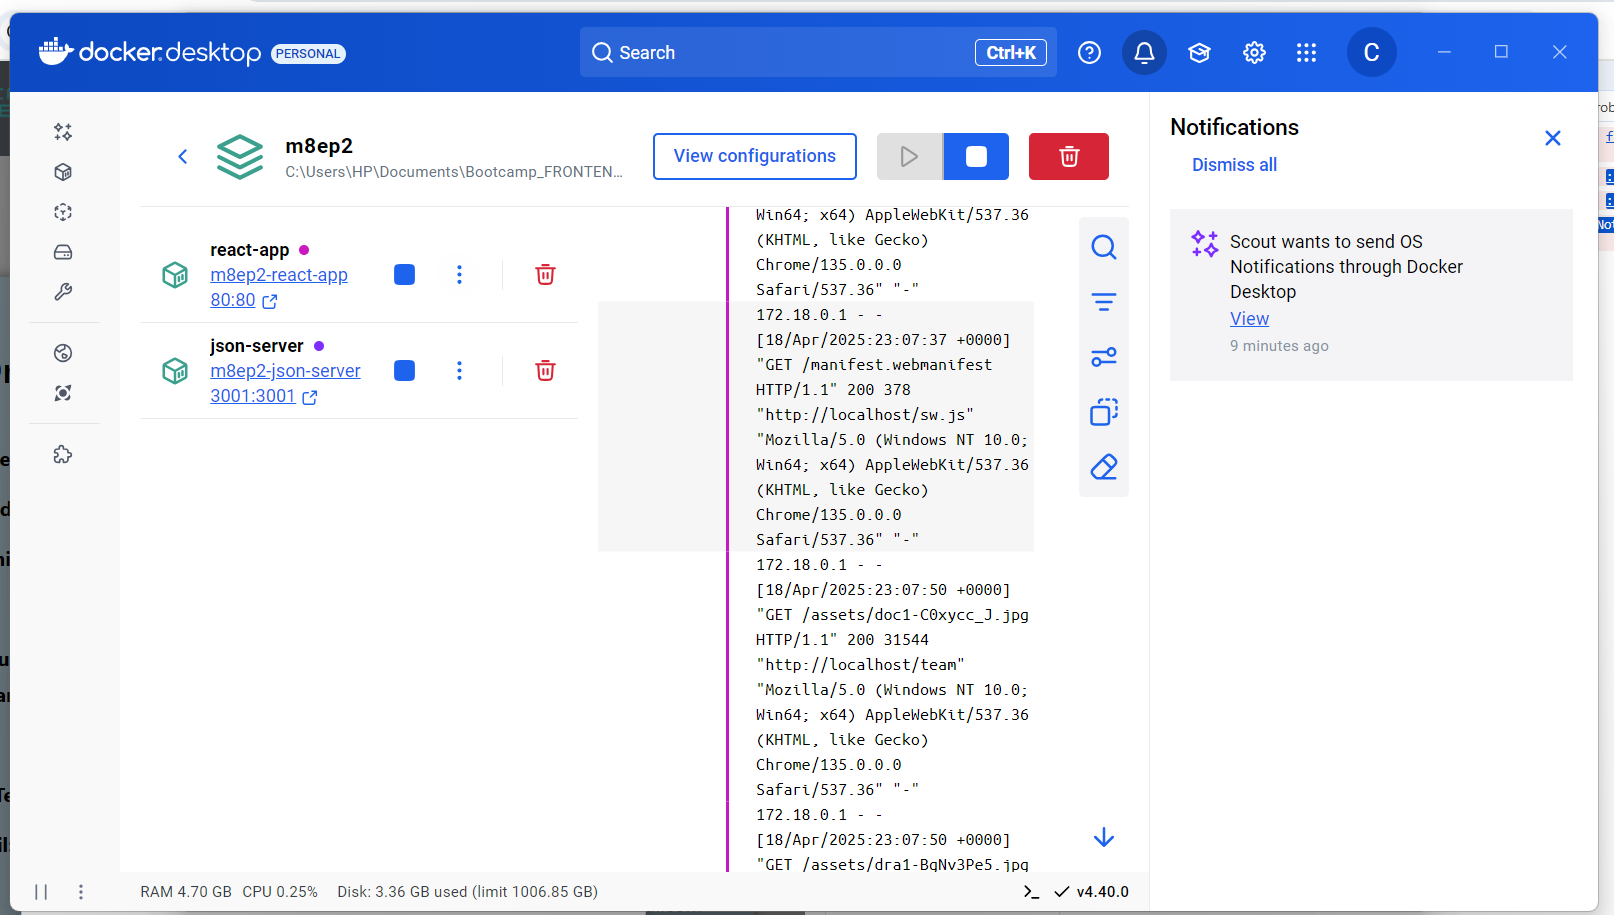 docker.desktop PERSONAL
Search
Ctrl+K
C
m8ep2
C:\Users\HP\Documents\Bootcamp_FRONTEN...
View configurations
react-app
m8ep2-react-app
80:80
json-server
m8ep2-json-server
3001:3001
Win64; x64) AppleWebKit/537.36
(KHTML, like Gecko)
Chrome/135.0.0.0
Safari/537.36" "-"
172.18.0.1 - -
[18/Apr/2025:23:07:37 +0000]
"GET /manifest.webmanifest
HTTP/1.1" 200 378
"http://localhost/sw.js"
"Mozilla/5.0 (Windows NT 10.0;
Win64; x64) AppleWebKit/537.36
(KHTML, like Gecko)
Chrome/135.0.0.0
Safari/537.36" "-"
172.18.0.1 - -
[18/Apr/2025:23:07:50 +0000]
"GET /assets/doc1-C0xycc_J.jpg
HTTP/1.1" 200 31544
"http://localhost/team"
"Mozilla/5.0 (Windows NT 10.0;
Win64; x64) AppleWebKit/537.36
(KHTML, like Gecko)
Chrome/135.0.0.0
Safari/537.36" "-"
172.18.0.1 - -
[18/Apr/2025:23:07:50 +0000]
"GET /assets/dra1-BgNv3Pe5.jpg
Notifications
Dismiss all
Scout wants to send OS
Notifications through Docker
Desktop
View
9 minutes ago
RAM 4.70 GB CPU 0.25% Disk: 3.36 GB used (limit 1006.85 GB)
v4.40.0